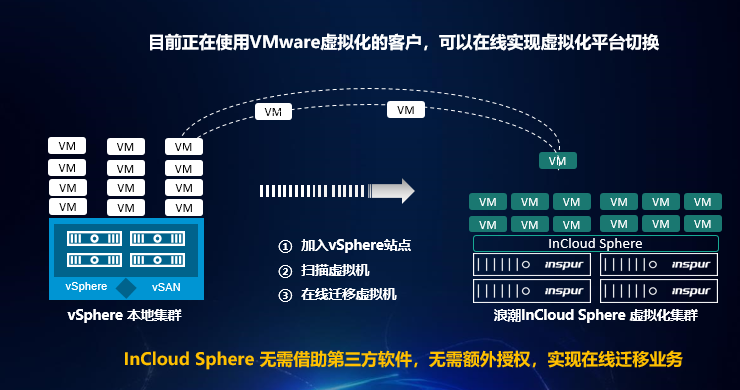 目前正在使用VMware虚拟化的客户，可以在线实现虚拟化平台切换
VM VM
VM
VM VM VM
VM VM VM
VM VM VM
VM VM VM
vSphere vSAN
vSphere 本地集群
① 加入vSphere站点
② 扫描虚拟机
③ 在线迁移虚拟机
VM VM VM VM VM VM
VM VM VM VM VM VM
InCloud Sphere
inspur inspur
inspur inspur
浪潮InCloud Sphere 虚拟化集群
InCloud Sphere 无需借助第三方软件，无需额外授权，实现在线迁移业务